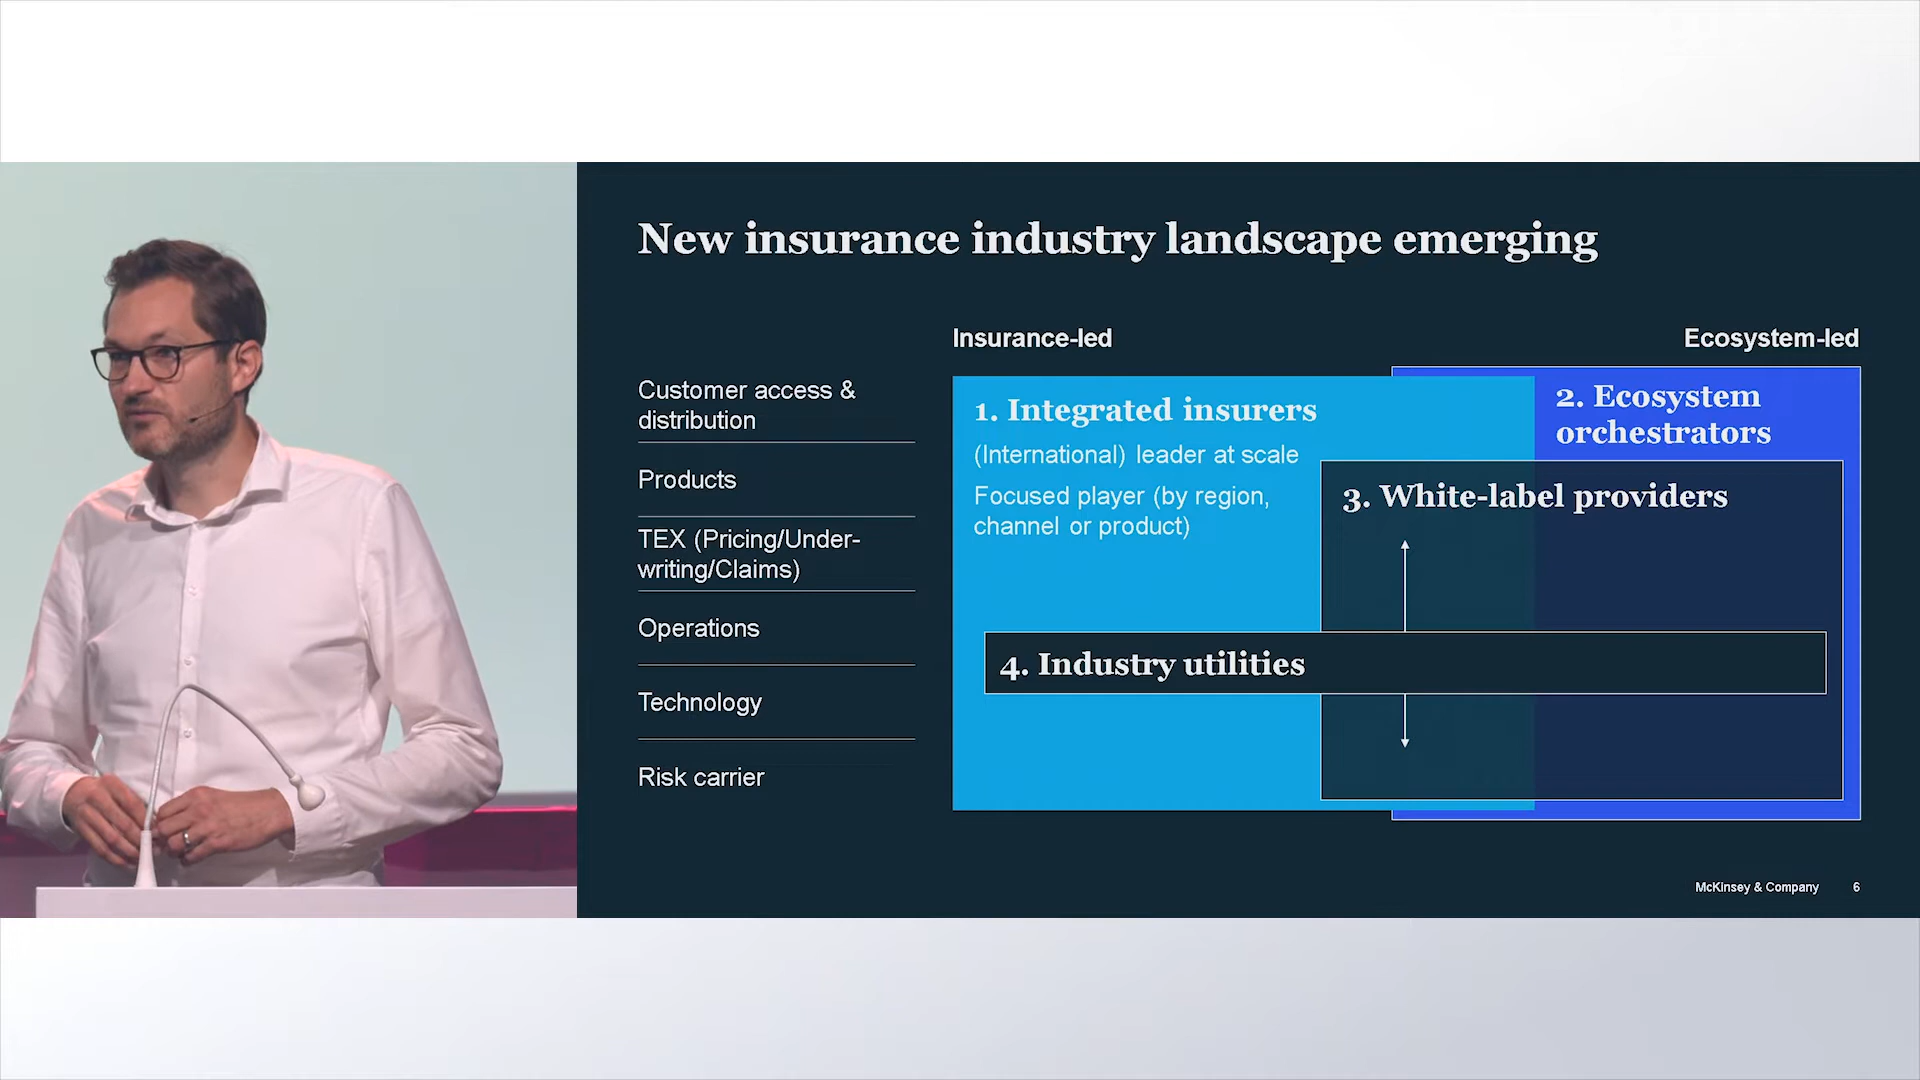 New insurance industry landscape emerging
Insurance-led
Ecosystem-led
Customer access &
distribution
Products
TEX (Pricing/Under-
writing/Claims)
Operations
Technology
Risk carrier
1. Integrated insurers
(International) leader at scale
Focused player (by region,
channel or product)
2. Ecosystem
orchestrators
3. White-label providers
4. Industry utilities
McKinsey & Company
6